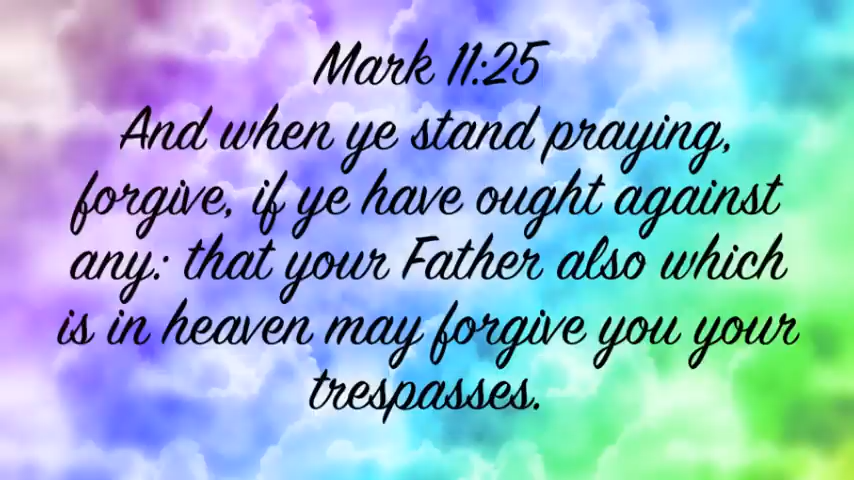 Mark 11:25
And when ye stand praying,
forgive, if ye have ought against
any: that your Father also which
is in heaven may forgive you your
trespasses.